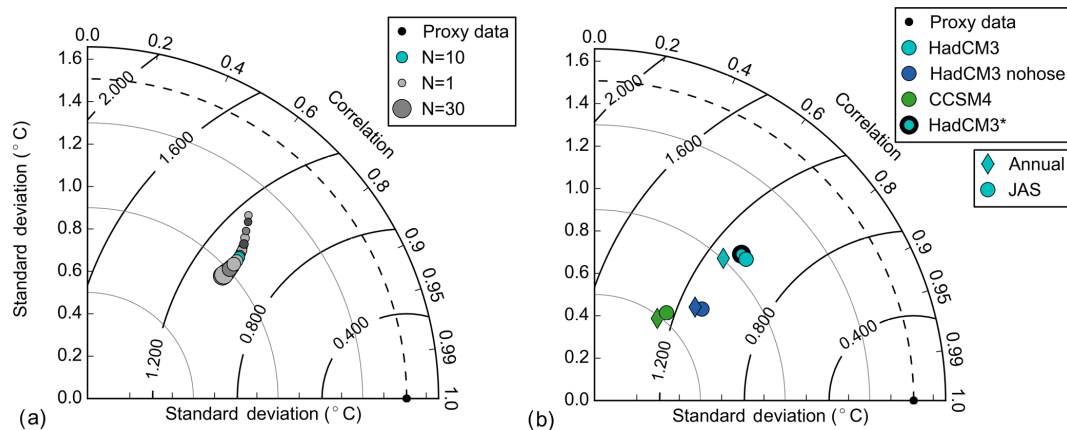 0.0
0.2
0.4
0.6
0.8
0.9
0.95
0.99
1.0
Correlation
1.6
1.4
1.2
1.0
0.8
0.6
0.4
0.2
0.0
Standard deviation (°C)
Standard deviation (°C)
2.000
1.600
1.200
0.800
0.400
Proxy data
N=10
N=1
N=30
(a)
0.0
0.2
0.4
0.6
0.8
0.9
0.95
0.99
1.0
Correlation
1.6
1.4
1.2
1.0
0.8
0.6
0.4
0.2
0.0
Standard deviation (°C)
2.000
1.600
1.200
0.800
0.400
Proxy data
HadCM3
HadCM3 nohose
CCSM4
HadCM3*
Annual
JAS
(b)